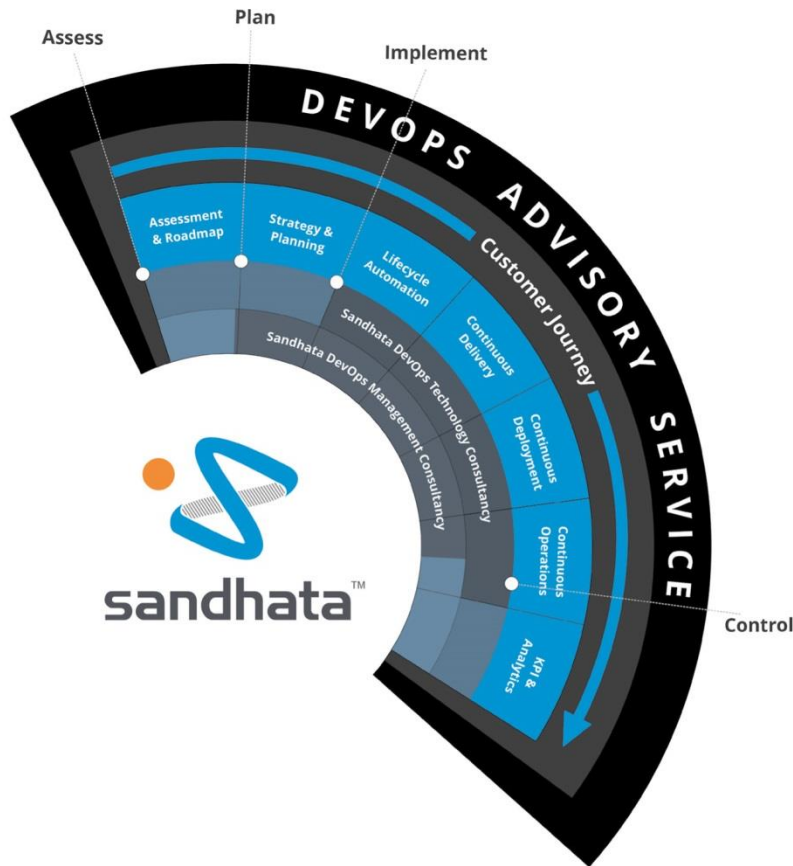 Assess
Plan
Implement
DEVOPS ADVISORY SERVICE
Customer Journey
Assessment
& Roadmap
Strategy &
Planning
Lifecycle
Automation
Continuous
Delivery
Continuous
Deployment
Continuous
Operations
KPI &
Analytics
Sandhata DevOps Technology Consultancy
Sandhata DevOps Management Consultancy
Control
sandhata™